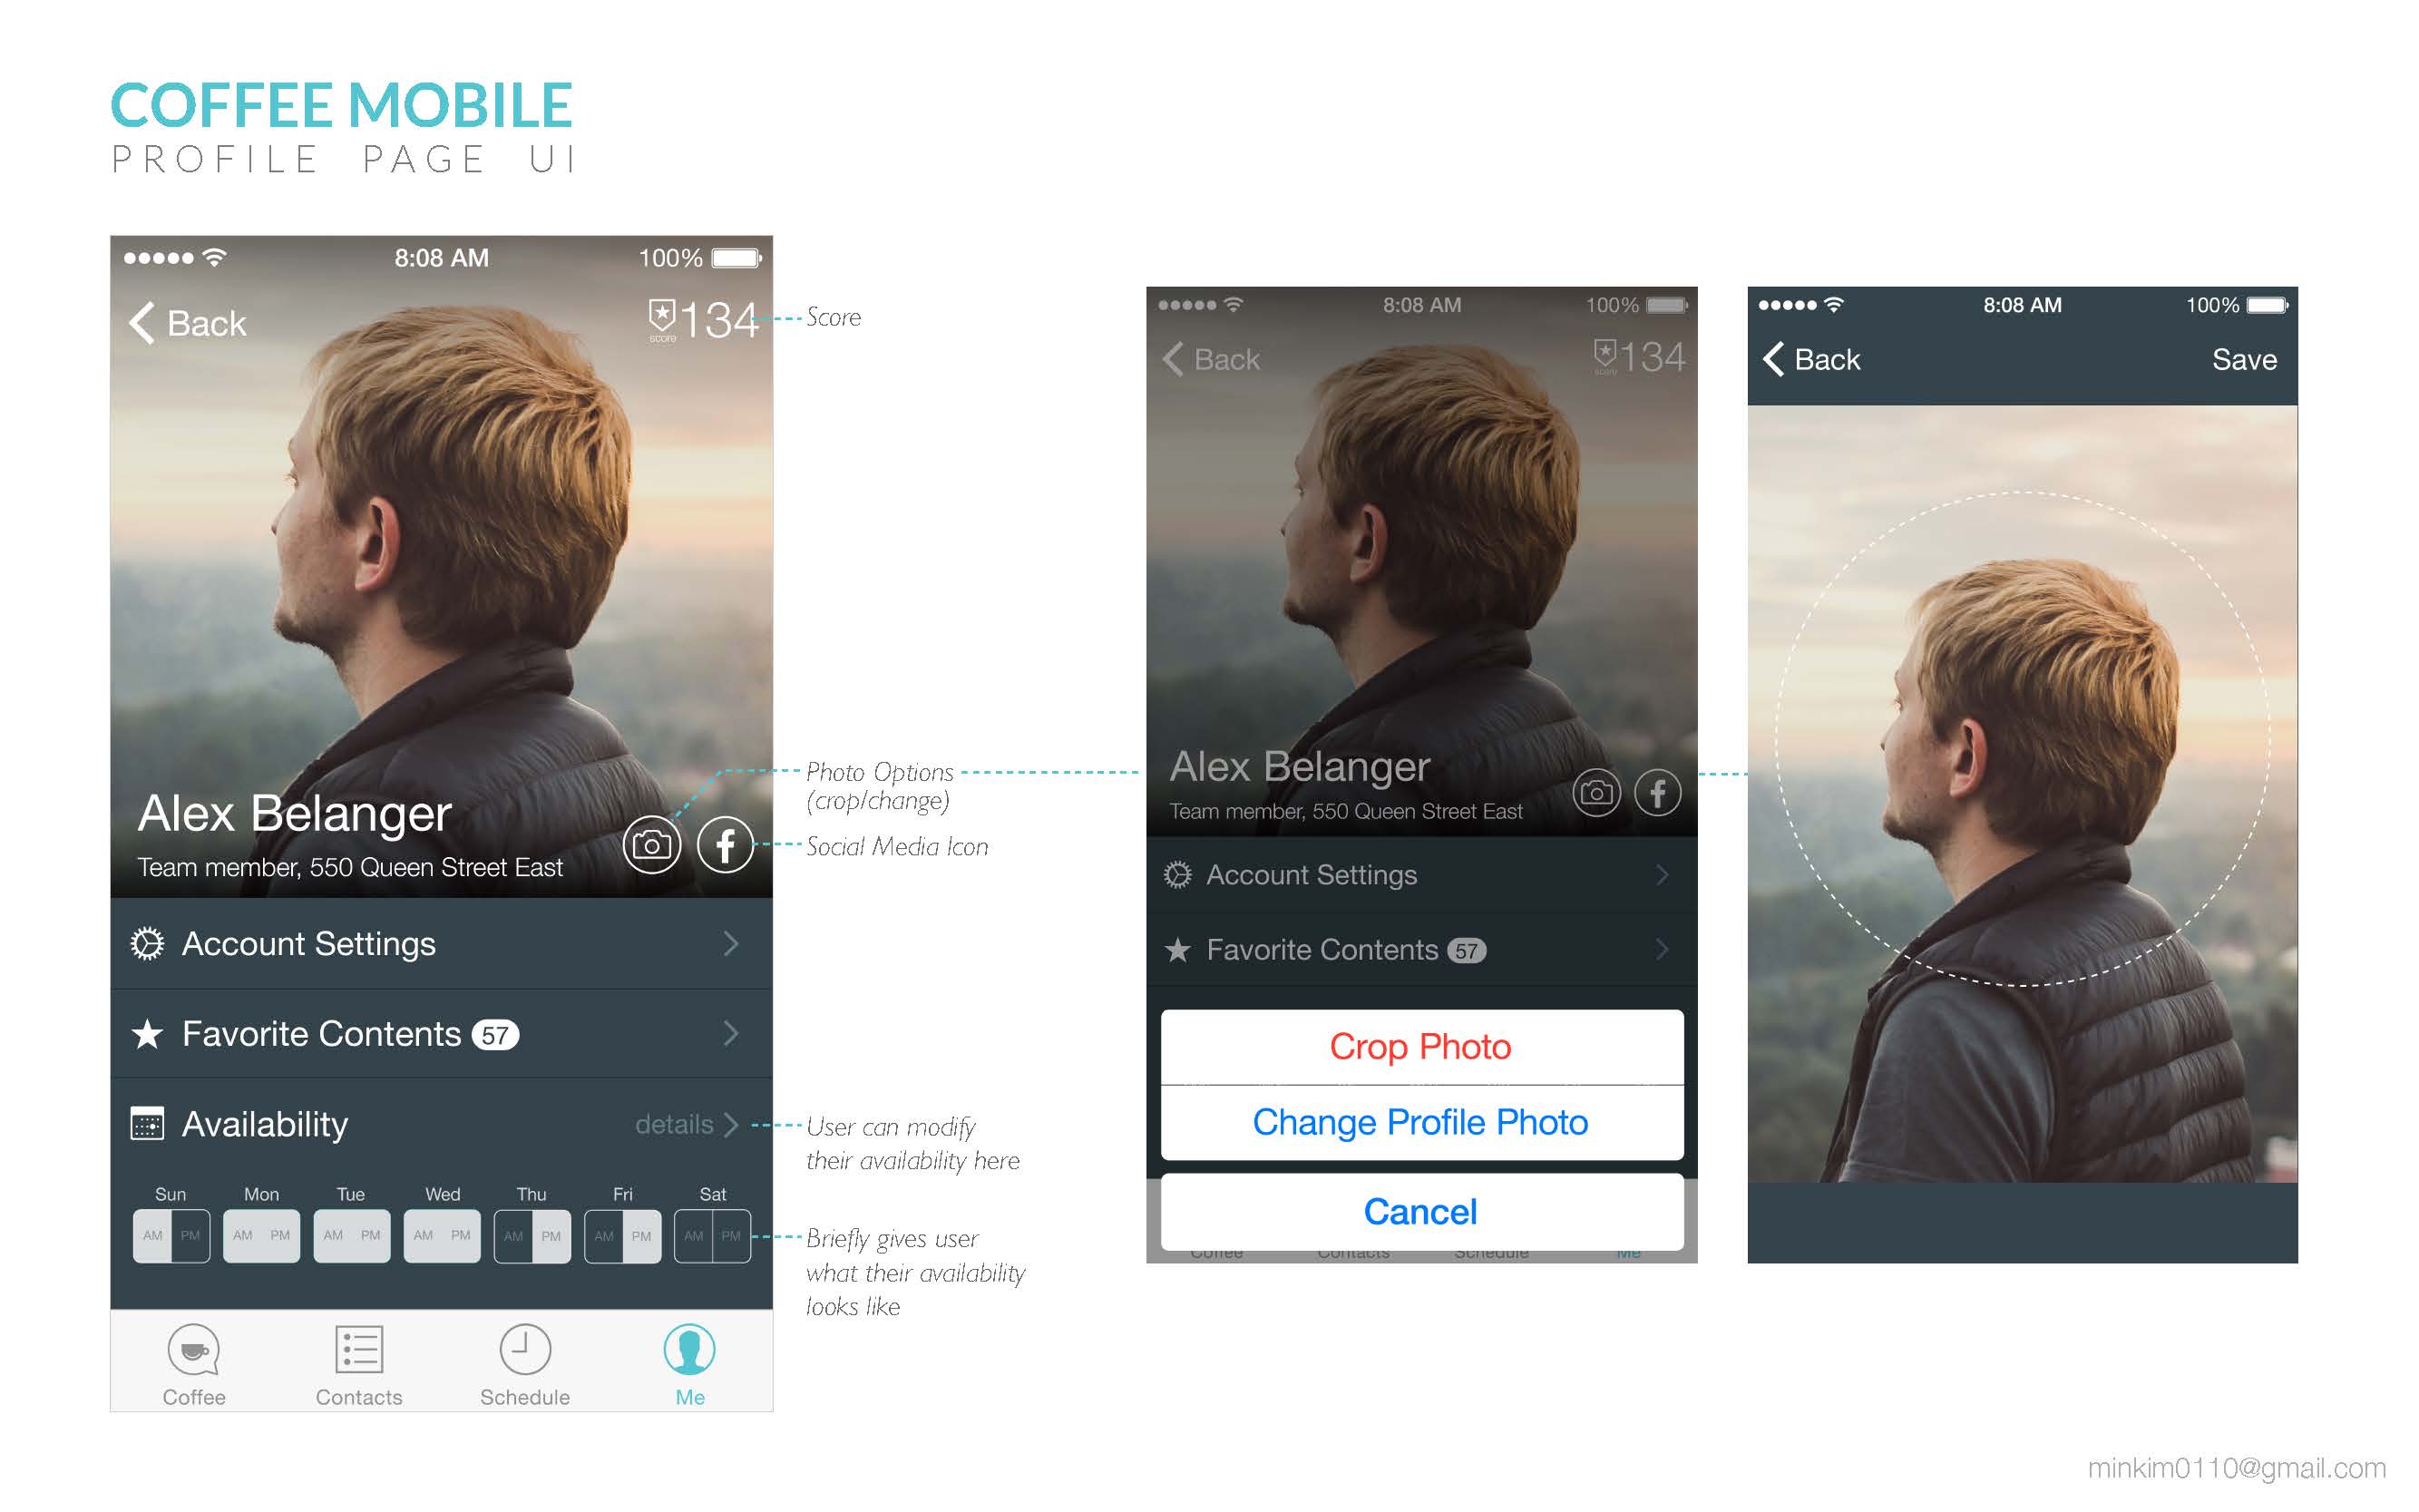 COFFEE MOBILE
PROFILE PAGE UI
8:08 AM
100%
Back
134
score
Score
Alex Belanger
Team member, 550 Queen Street East
Photo Options
(crop/change)
Social Media Icon
Account Settings
Favorite Contents 57
Availability
details
User can modify
their availability here
Sun Mon Tue Wed Thu Fri Sat
AM PM AM PM AM PM AM PM AM PM AM PM AM PM
Briefly gives user
what their availability
looks like
Coffee Contacts Schedule Me
8:08 AM
100%
Back
134
score
Alex Belanger
Team member, 550 Queen Street East
Account Settings
Favorite Contents 57
Crop Photo
Change Profile Photo
Cancel
Coffee Contacts Schedule Me
8:08 AM
100%
Back
Save
minkim0110@gmail.com